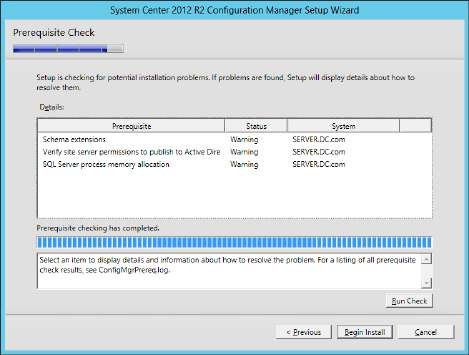 System Center 2012 R2 Configuration Manager Setup Wizard
Prerequisite Check
Setup is checking for potential installation problems. If problems are found, Setup will display details about how to
resolve them.
Details:
Prerequisite Status System
Schema extensions Warning SERVER.DC.com
Verify site server permissions to publish to Active Dire Warning SERVER.DC.com
SQL Server process memory allocation Warning SERVER.DC.com
Prerequisite checking has completed.
Select an item to display details and information about how to resolve the problem. For a listing of all prerequisite
check results, see ConfigMgrPrereq.log.
Run Check
< Previous Begin Install Cancel